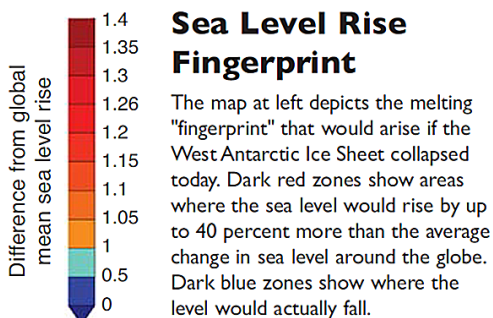 1.4
1.35
1.3
1.26
1.2
1.15
1.1
1.05
1
0.5
0
Difference from global
mean sea level rise
Sea Level Rise
Fingerprint
The map at left depicts the melting
"fingerprint" that would arise if the
West Antarctic Ice Sheet collapsed
today. Dark red zones show areas
where the sea level would rise by up
to 40 percent more than the average
change in sea level around the globe.
Dark blue zones show where the
level would actually fall.